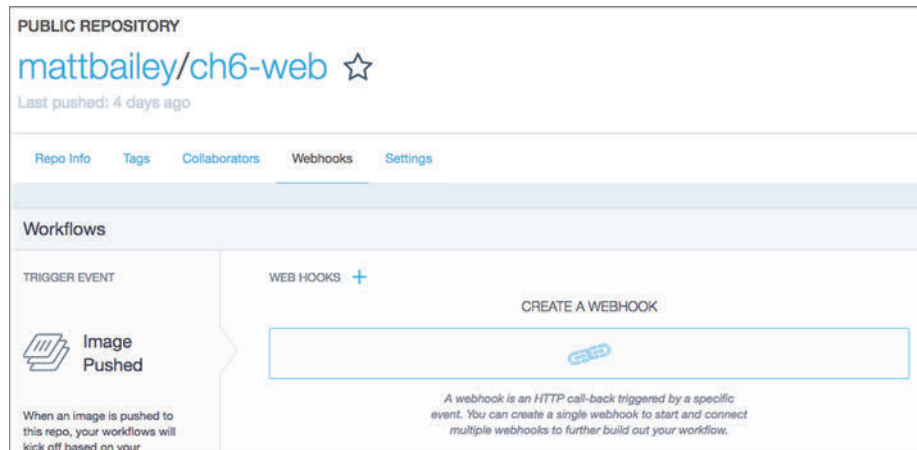 PUBLIC REPOSITORY
mattbailey/ch6-web
Last pushed: 4 days ago
Repo Info Tags Collaborators Webhooks Settings
Workflows
TRIGGER EVENT
Image
Pushed
When an image is pushed to
this repo, your workflows will
kick off based on your
WEB HOOKS +
CREATE A WEBHOOK
A webhook is an HTTP call-back triggered by a specific
event. You can create a single webhook to start and connect
multiple webhooks to further build out your workflow.